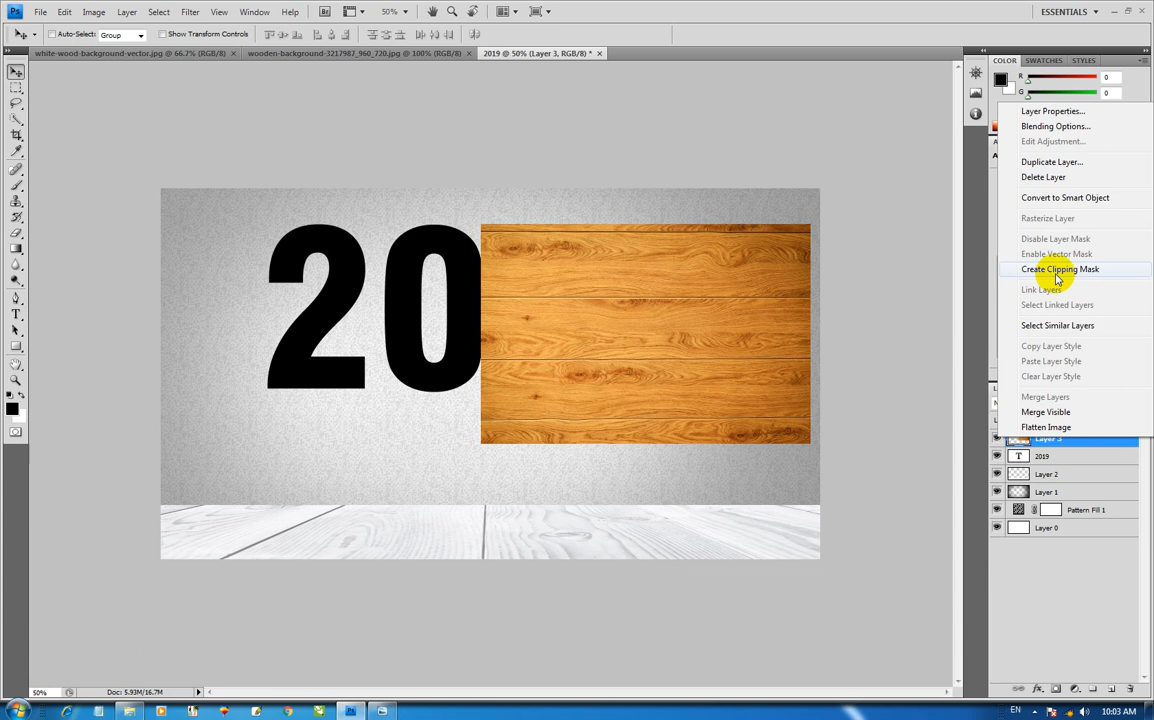 Ps File Edit Image Layer Select Filter View Window Help Br 50% ESSENTIALS
Auto-Select: Group Show Transform Controls
white-wood-background-vector.jpg @ 66.7% (RGB/8) × wooden-background-3217987_960_720.jpg @ 100% (RGB/8) × 2019 @ 50% (Layer 3, RGB/8) * ×
COLOR SWATCHES STYLES
R 0
G 0
Layer Properties...
Blending Options...
Edit Adjustment...
Duplicate Layer...
Delete Layer
Convert to Smart Object
Rasterize Layer
Disable Layer Mask
Enable Vector Mask
Create Clipping Mask
Link Layers
Select Linked Layers
Select Similar Layers
Copy Layer Style
Paste Layer Style
Clear Layer Style
Merge Layers
Merge Visible
Flatten Image
20
Layer 3
T 2019
Layer 2
Layer 1
Pattern Fill 1
Layer 0
50% Doc: 5.93M/16.7M
EN 10:03 AM